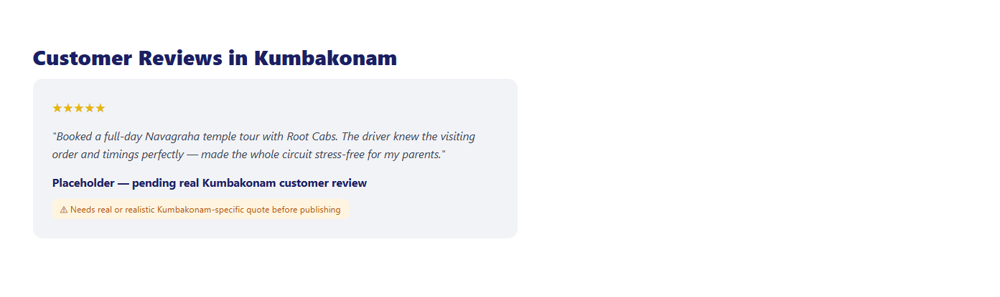 Customer Reviews in Kumbakonam
★★★★★
"Booked a full-day Navagraha temple tour with Root Cabs. The driver knew the visiting
order and timings perfectly — made the whole circuit stress-free for my parents."
Placeholder — pending real Kumbakonam customer review
⚠ Needs real or realistic Kumbakonam-specific quote before publishing